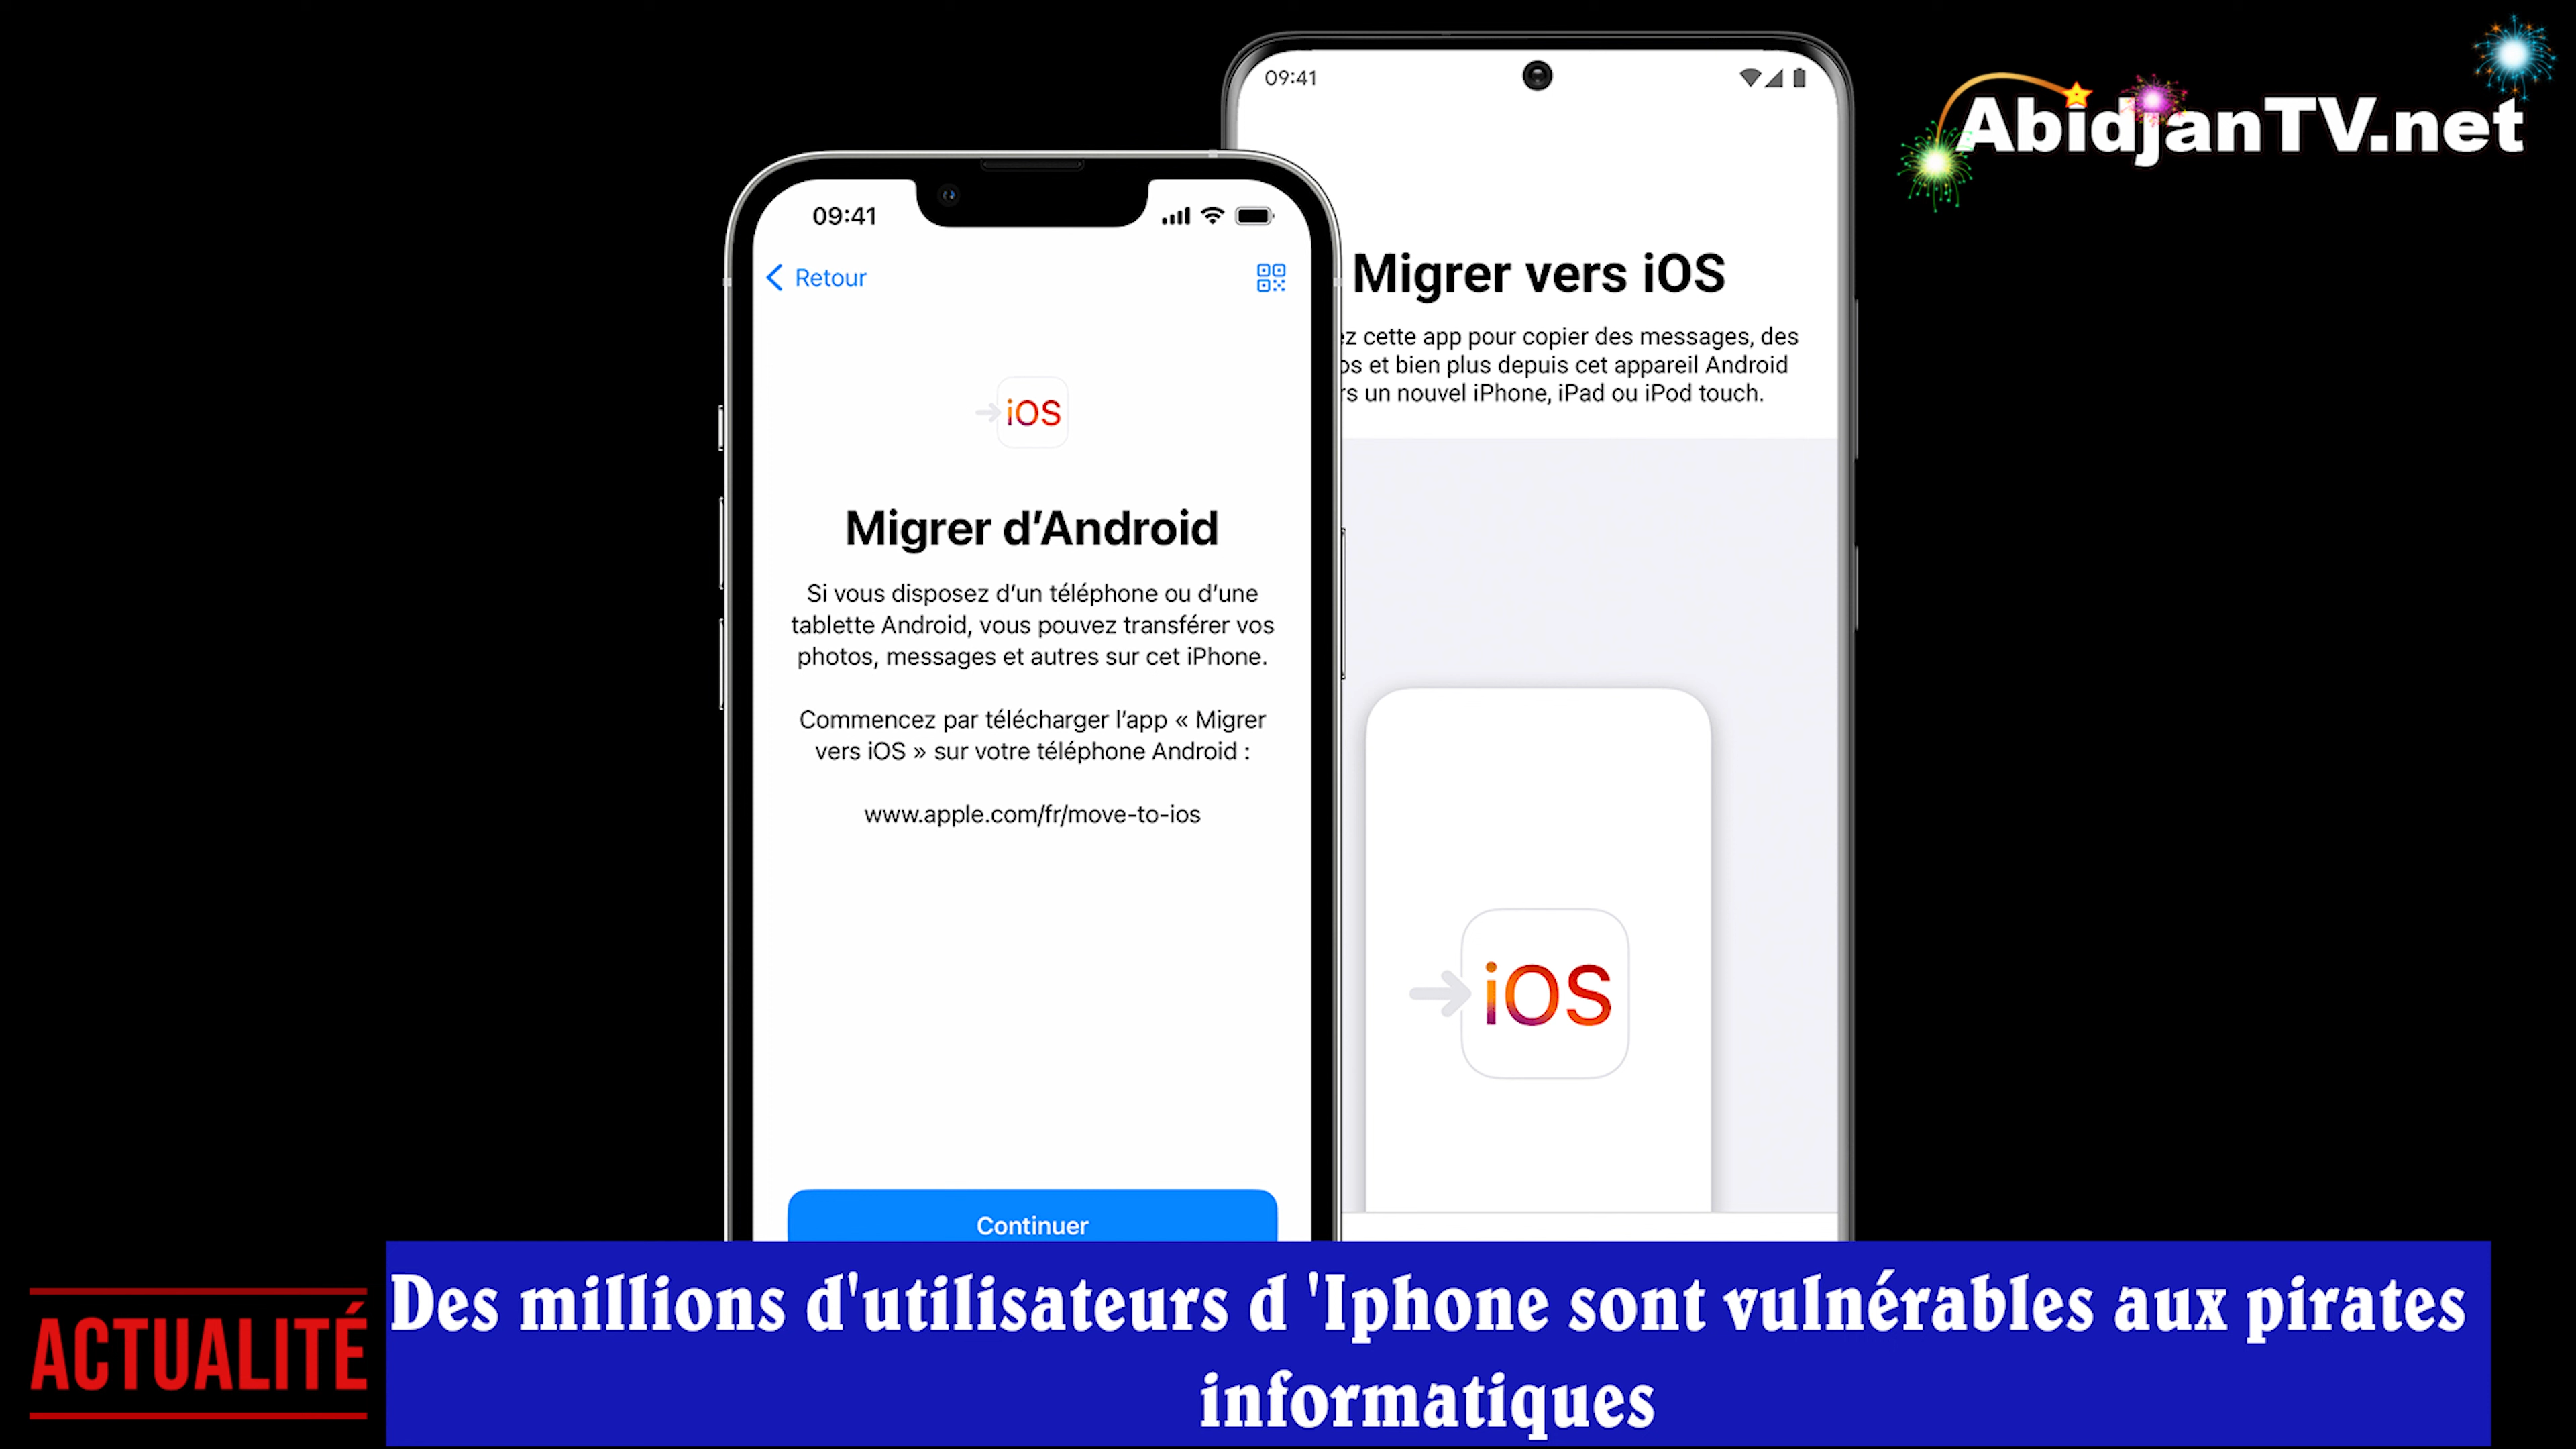 AbidjanTV.net
09:41
Migrer vers iOS
cette app pour copier des messages, des
et bien plus depuis cet appareil Android
un nouvel iPhone, iPad ou iPod touch.
iOS
09:41
Retour
iOS
Migrer d’Android
Si vous disposez d’un téléphone ou d’une
tablette Android, vous pouvez transférer vos
photos, messages et autres sur cet iPhone.
Commencez par télécharger l’app « Migrer
vers iOS » sur votre téléphone Android :
www.apple.com/fr/move-to-ios
Continuer
ACTUALITÉ
Des millions d'utilisateurs d 'Iphone sont vulnérables aux pirates
informatiques